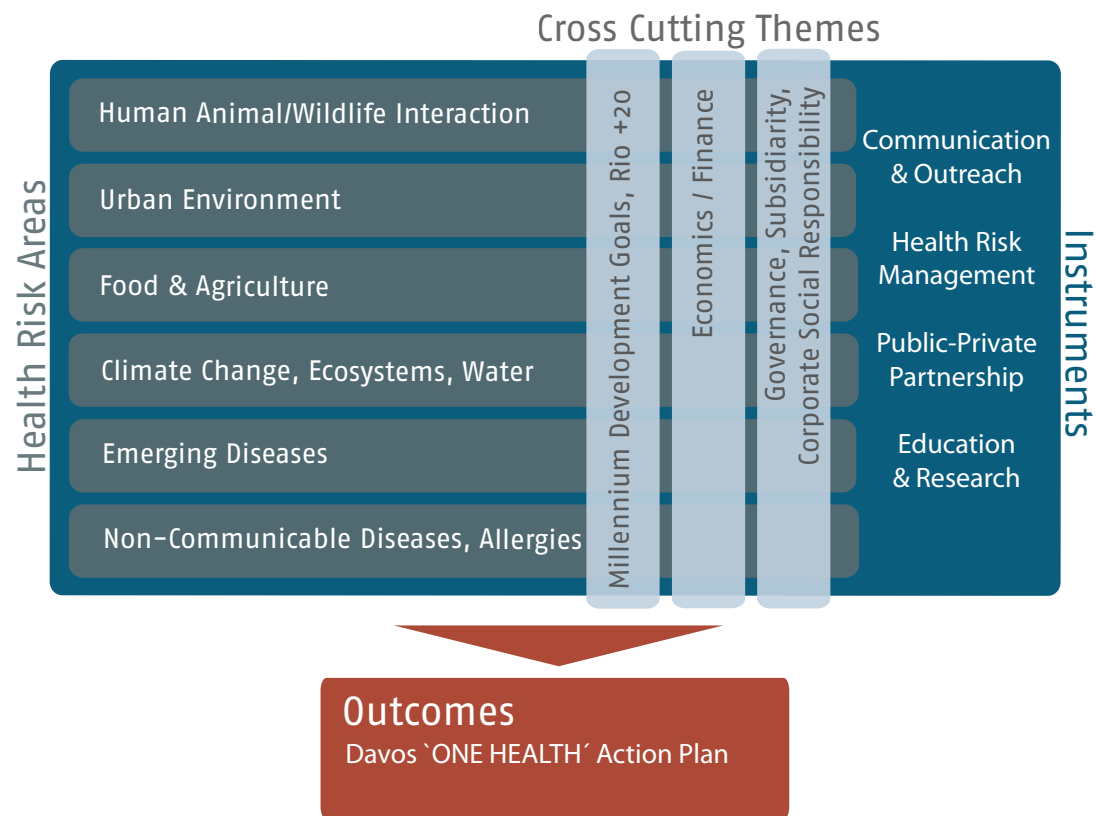 Cross Cutting Themes
Health Risk Areas
Human Animal/Wildlife Interaction
Urban Environment
Food & Agriculture
Climate Change, Ecosystems, Water
Emerging Diseases
Non-Communicable Diseases, Allergies
Millennium Development Goals, Rio +20
Economics / Finance
Governance, Subsidiarity,
Corporate Social Responsibility
Communication
& Outreach
Health Risk
Management
Public-Private
Partnership
Education
& Research
Instruments
Outcomes
Davos `ONE HEALTH´ Action Plan